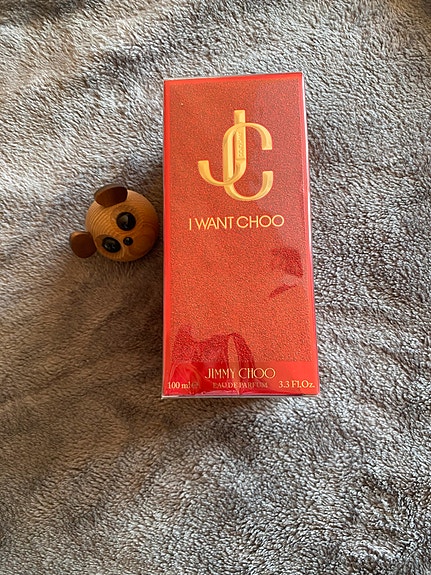 JC
I WANT CHOO
JIMMY CHOO
100 ml e EAU DE PARFUM 3.3 Fl.Oz.